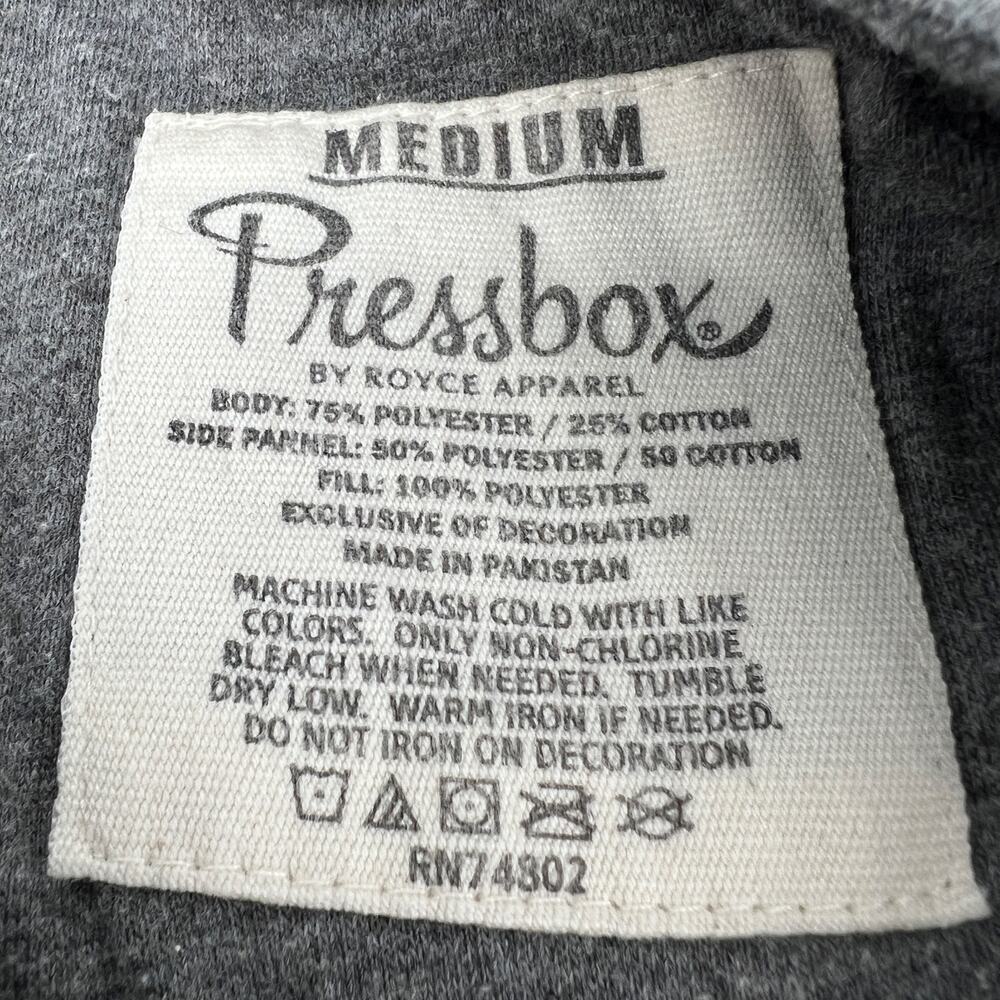 MEDIUM
Pressbox®
BY ROYCE APPAREL
BODY: 75% POLYESTER / 25% COTTON
SIDE PANNEL: 50% POLYESTER / 50 COTTON
FILL: 100% POLYESTER
EXCLUSIVE OF DECORATION
MADE IN PAKISTAN
MACHINE WASH COLD WITH LIKE
COLORS. ONLY NON-CHLORINE
BLEACH WHEN NEEDED. TUMBLE
DRY LOW. WARM IRON IF NEEDED.
DO NOT IRON ON DECORATION
RN74802